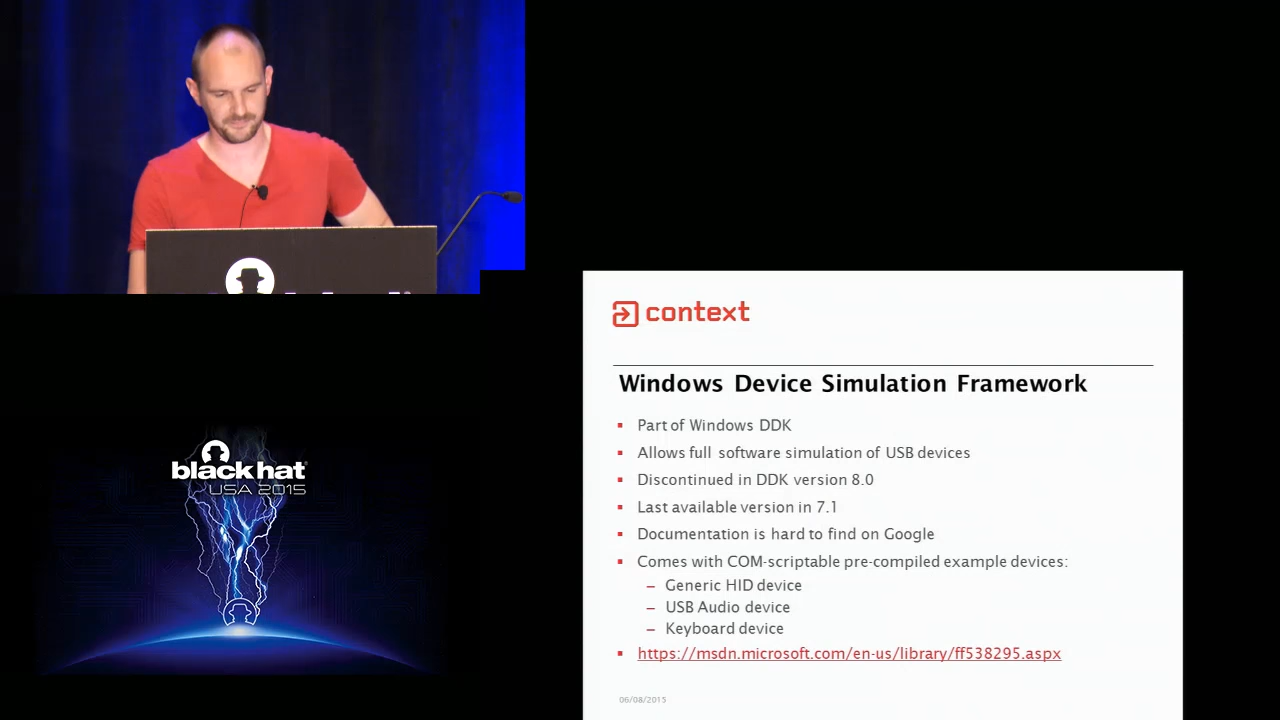 context
Windows Device Simulation Framework
Part of Windows DDK
Allows full software simulation of USB devices
Discontinued in DDK version 8.0
Last available version in 7.1
Documentation is hard to find on Google
Comes with COM-scriptable pre-compiled example devices:
– Generic HID device
– USB Audio device
– Keyboard device
https://msdn.microsoft.com/en-us/library/ff538295.aspx
06/08/2015
black hat®
USA 2015